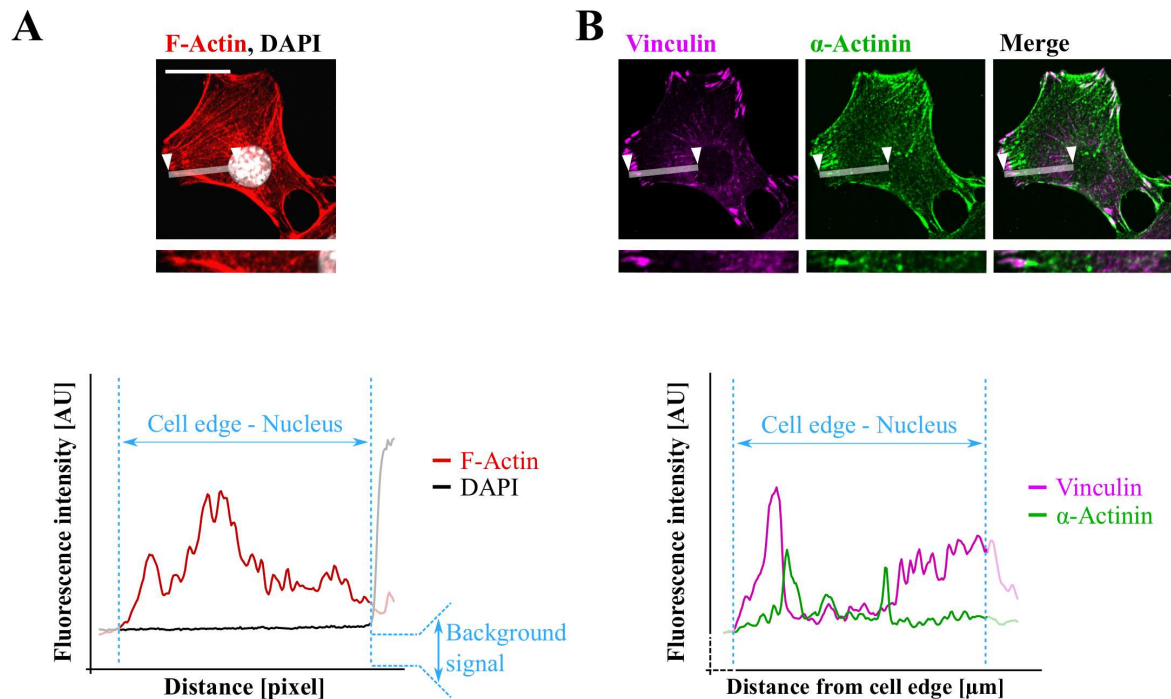 A
F-Actin, DAPI
Fluorescence intensity [AU]
Cell edge - Nucleus
F-Actin
DAPI
Background
signal
Distance [pixel]
B
Vinculin
α-Actinin
Merge
Fluorescence intensity [AU]
Cell edge - Nucleus
Vinculin
α-Actinin
Distance from cell edge [μm]